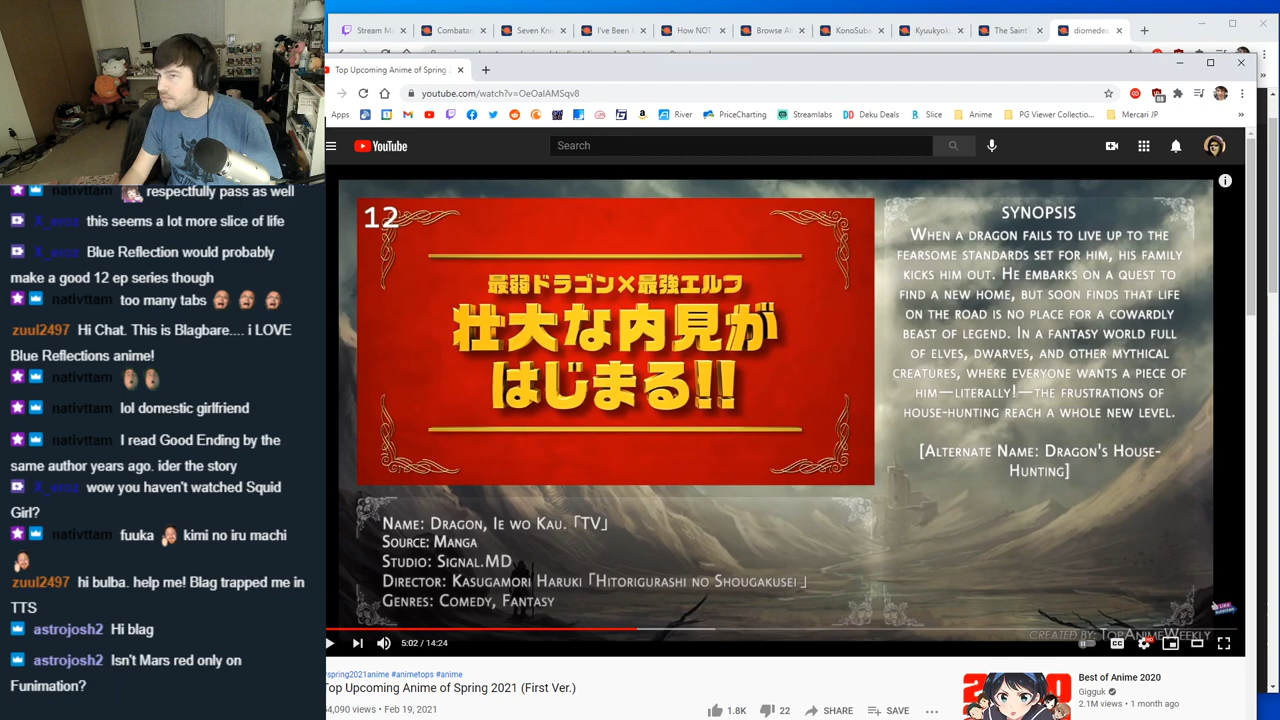 Stream Ma
Combatan
Seven Kni
I've Been
How NOT
Browse Al
KonoSuba
Kyuukyok
The Saint
diomedes
Top Upcoming Anime of Spring 2
youtube.com/watch?v=OeOalAMSqv8
Apps
River
PriceCharting
Streamlabs
DD Deku Deals
Slice
Anime
PG Viewer Collectio...
Mercari JP
YouTube
Search
nativttam respectfully pass as well
this seems a lot more slice of life
Blue Reflection would probably
make a good 12 ep series though
nativttam too many tabs
zuul2497 Hi Chat. This is Blagbare.... i LOVE
Blue Reflections anime!
nativttam
nativttam lol domestic girlfriend
nativttam I read Good Ending by the
same author years ago. ider the story
wow you haven't watched Squid
Girl?
nativttam fuuka kimi no iru machi
zuul2497 hi bulba. help me! Blag trapped me in
TTS
astrojosh2 Hi blag
astrojosh2 Isn't Mars red only on
Funimation?
12
最弱ドラゴン×最強エルフ
壮大な内見が
はじまる!!
SYNOPSIS
WHEN A DRAGON FAILS TO LIVE UP TO THE
FEARSOME STANDARDS SET FOR HIM, HIS FAMILY
KICKS HIM OUT. HE EMBARKS ON A QUEST TO
FIND A NEW HOME, BUT SOON FINDS THAT LIFE
ON THE ROAD IS NO PLACE FOR A COWARDLY
BEAST OF LEGEND. IN A FANTASY WORLD FULL
OF ELVES, DWARVES, AND OTHER MYTHICAL
CREATURES, WHERE EVERYONE WANTS A PIECE OF
HIM—LITERALLY!—THE FRUSTRATIONS OF
HOUSE-HUNTING REACH A WHOLE NEW LEVEL.
[ALTERNATE NAME: DRAGON'S HOUSE-
HUNTING]
NAME: DRAGON, IE WO KAU. 「TV」
SOURCE: MANGA
STUDIO: SIGNAL.MD
DIRECTOR: KASUGAMORI HARUKI 「HITORIGURASHI NO SHOUGAKUSEI」
GENRES: COMEDY, FANTASY
CREATED BY: TOPANIMEWEEKLY
5:02 / 14:24
#spring2021anime #animetops #anime
Top Upcoming Anime of Spring 2021 (First Ver.)
4,090 views • Feb 19, 2021
1.8K
22
SHARE
SAVE
Best of Anime 2020
Gigguk
2.1M views • 1 month ago